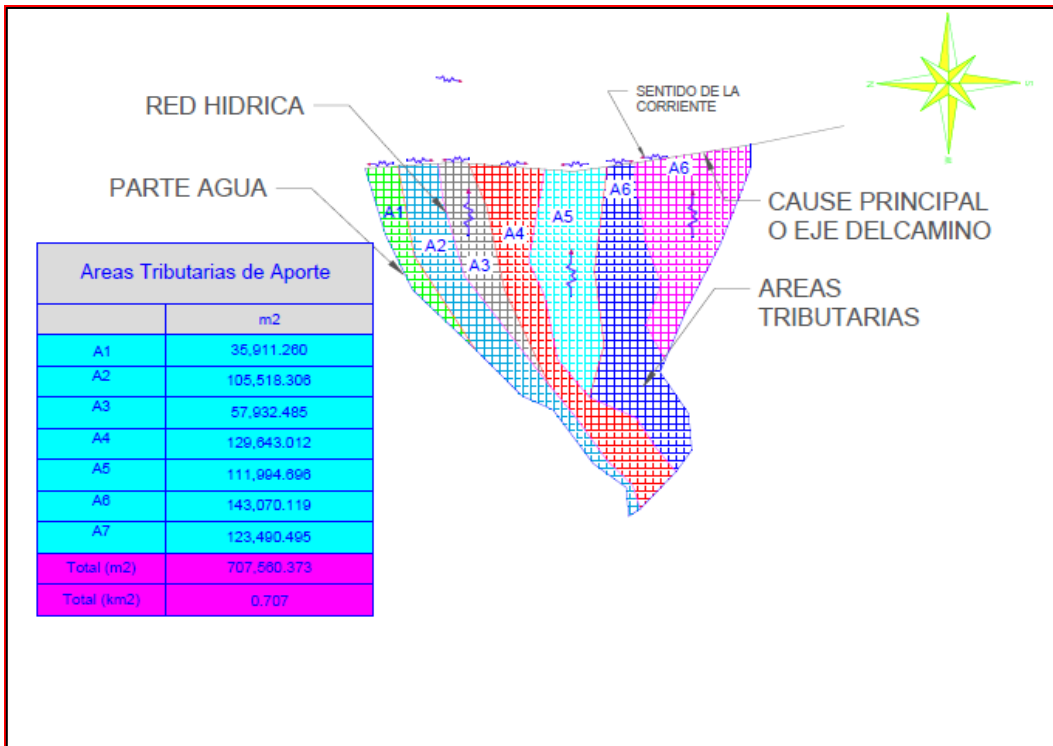 RED HIDRICA
SENTIDO DE LA
CORRIENTE
PARTE AGUA
CAUSE PRINCIPAL
O EJE DELCAMINO
AREAS
TRIBUTARIAS
A1
A2
A3
A4
A5
A6
A6
N
S
Areas Tributarias de Aporte
m2
A1 35,911.260
A2 105,518.306
A3 57,932.485
A4 129,643.012
A5 111,994.696
A6 143,070.119
A7 123,490.495
Total (m2) 707,560.373
Total (km2) 0.707